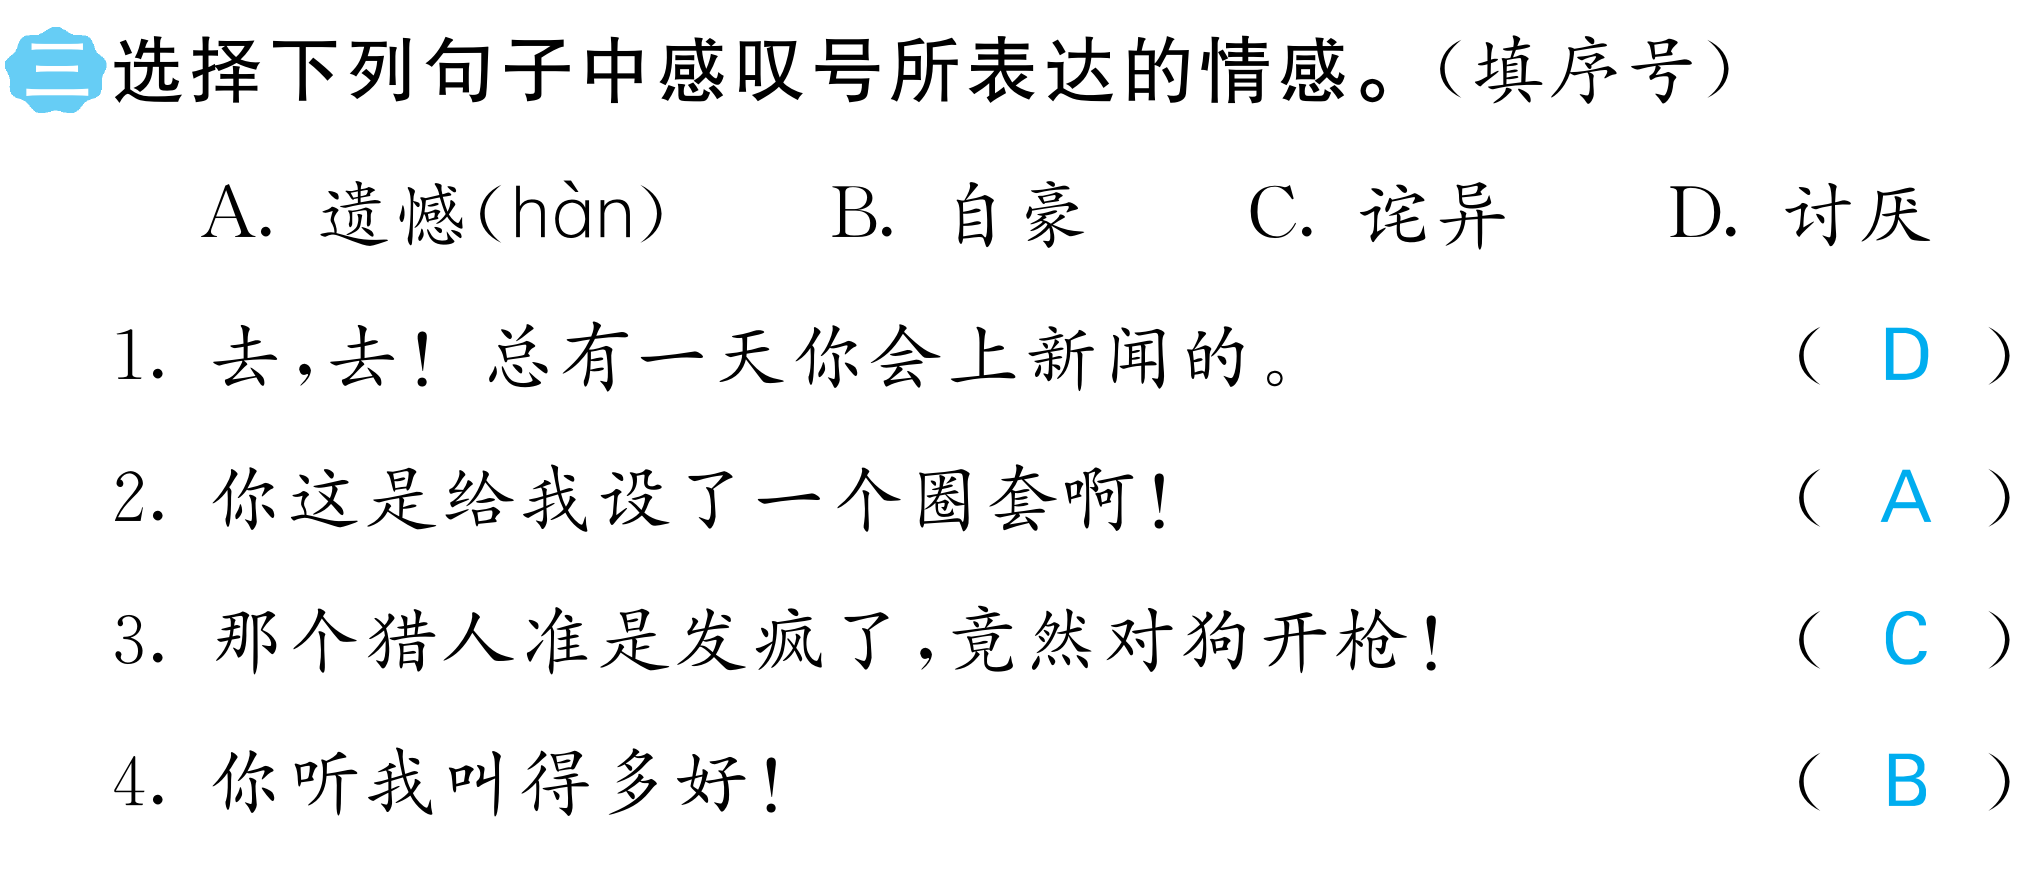 三 选择下列句子中感叹号所表达的情感。（填序号）
A. 遗憾（hàn） B. 自豪 C. 诧异 D. 讨厌
1. 去，去！总有一天你会上新闻的。 （ D ）
2. 你这是给我设了一个圈套啊！ （ A ）
3. 那个猎人准是发疯了，竟然对狗开枪！ （ C ）
4. 你听我叫得多好！ （ B ）